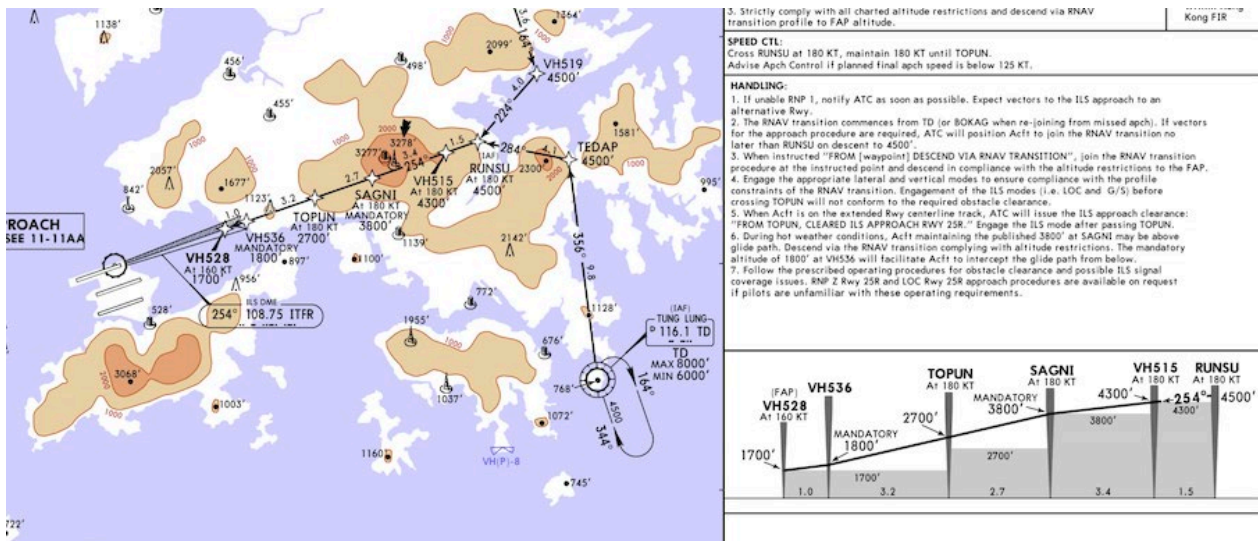 1138'
1000
456'
455'
2057'
1000
1677'
842'
1123'
1000
1364'
2099'
3.6
164°
498'
VH519
4500'
4.0
224°
2000
3278'
3277'
3.4
254°
1.5
284°
4.1
(IAF)
RUNSU
At 180 KT
4500'
2300'
2000
TEDAP
4500'
1581'
1000
995'
VH515
At 180 KT
4300'
2.7
SAGNI
At 180 KT
MANDATORY
3800'
3.2
TOPUN
At 180 KT
2700'
1.0
VH536
MANDATORY
1800'
VH528
At 160 KT
1700'
PROACH
SEE 11-11AA
897'
1100'
1139'
2142'
956'
528'
ILS DME
254° 108.75 ITFR
772'
356°
9.8
1128'
(IAF)
TUNG LUNG
D 116.1 TD
TD
MAX 8000'
MIN 6000'
1955'
1000
676'
1037'
768'
4500
164°
344°
1072'
2000
3068'
1000
1003'
1160'
VH(P)-8
745'
722'
3. Strictly comply with all charted altitude restrictions and descend via RNAV
transition profile to FAP altitude.
Kong FIR
SPEED CTL:
Cross RUNSU at 180 KT, maintain 180 KT until TOPUN.
Advise Apch Control if planned final apch speed is below 125 KT.
HANDLING:
1. If unable RNP 1, notify ATC as soon as possible. Expect vectors to the ILS approach to an
alternative Rwy.
2. The RNAV transition commences from TD (or BOKAG when re-joining from missed apch). If vectors
for the approach procedure are required, ATC will position Acft to join the RNAV transition no
later than RUNSU on descent to 4500'.
3. When instructed "FROM [waypoint] DESCEND VIA RNAV TRANSITION", join the RNAV transition
procedure at the instructed point and descend in compliance with the altitude restrictions to the FAP.
4. Engage the appropriate lateral and vertical modes to ensure compliance with the profile
constraints of the RNAV transition. Engagement of the ILS modes (i.e. LOC and G/S) before
crossing TOPUN will not conform to the required obstacle clearance.
5. When Acft is on the extended Rwy centerline track, ATC will issue the ILS approach clearance:
"FROM TOPUN, CLEARED ILS APPROACH RWY 25R." Engage the ILS mode after passing TOPUN.
6. During hot weather conditions, Acft maintaining the published 3800' at SAGNI may be above
glide path. Descend via the RNAV transition complying with altitude restrictions. The mandatory
altitude of 1800' at VH536 will facilitate Acft to intercept the glide path from below.
7. Follow the prescribed operating procedures for obstacle clearance and possible ILS signal
coverage issues. RNP Z Rwy 25R and LOC Rwy 25R approach procedures are available on request
if pilots are unfamiliar with these operating requirements.
(FAP)
VH528
At 160 KT
VH536
TOPUN
At 180 KT
SAGNI
At 180 KT
VH515
At 180 KT
RUNSU
At 180 KT
1700'
MANDATORY
1800'
2700'
MANDATORY
3800'
4300'
254°
4500'
4300'
3800'
2700'
1700'
1.0
3.2
2.7
3.4
1.5